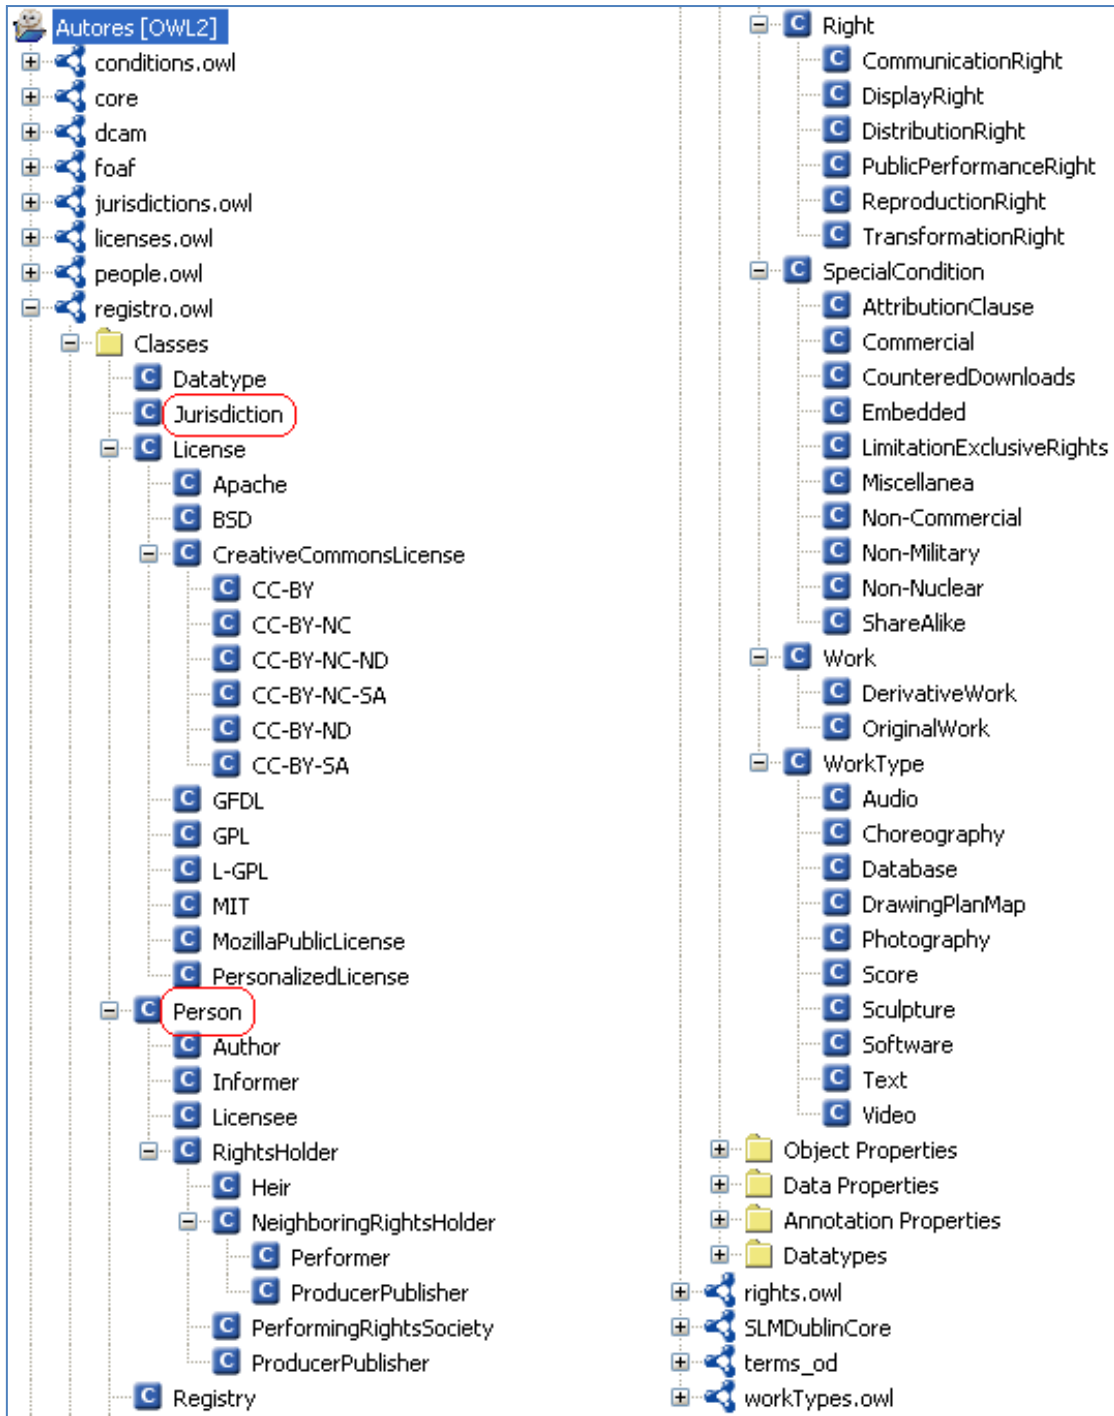 Autores [OWL2]
conditions.owl
core
dcam
foaf
jurisdictions.owl
licenses.owl
people.owl
registro.owl
Classes
C Datatype
C Jurisdiction
C License
C Apache
C BSD
C CreativeCommonsLicense
C CC-BY
C CC-BY-NC
C CC-BY-NC-ND
C CC-BY-NC-SA
C CC-BY-ND
C CC-BY-SA
C GFDL
C GPL
C L-GPL
C MIT
C MozillaPublicLicense
C PersonalizedLicense
C Person
C Author
C Informer
C Licensee
C RightsHolder
C Heir
C NeighboringRightsHolder
C Performer
C ProducerPublisher
C PerformingRightsSociety
C ProducerPublisher
C Registry
C Right
C CommunicationRight
C DisplayRight
C DistributionRight
C PublicPerformanceRight
C ReproductionRight
C TransformationRight
C SpecialCondition
C AttributionClause
C Commercial
C CounteredDownloads
C Embedded
C LimitationExclusiveRights
C Miscellanea
C Non-Commercial
C Non-Military
C Non-Nuclear
C ShareAlike
C Work
C DerivativeWork
C OriginalWork
C WorkType
C Audio
C Choreography
C Database
C DrawingPlanMap
C Photography
C Score
C Sculpture
C Software
C Text
C Video
Object Properties
Data Properties
Annotation Properties
Datatypes
rights.owl
SLMDublinCore
terms_od
workTypes.owl